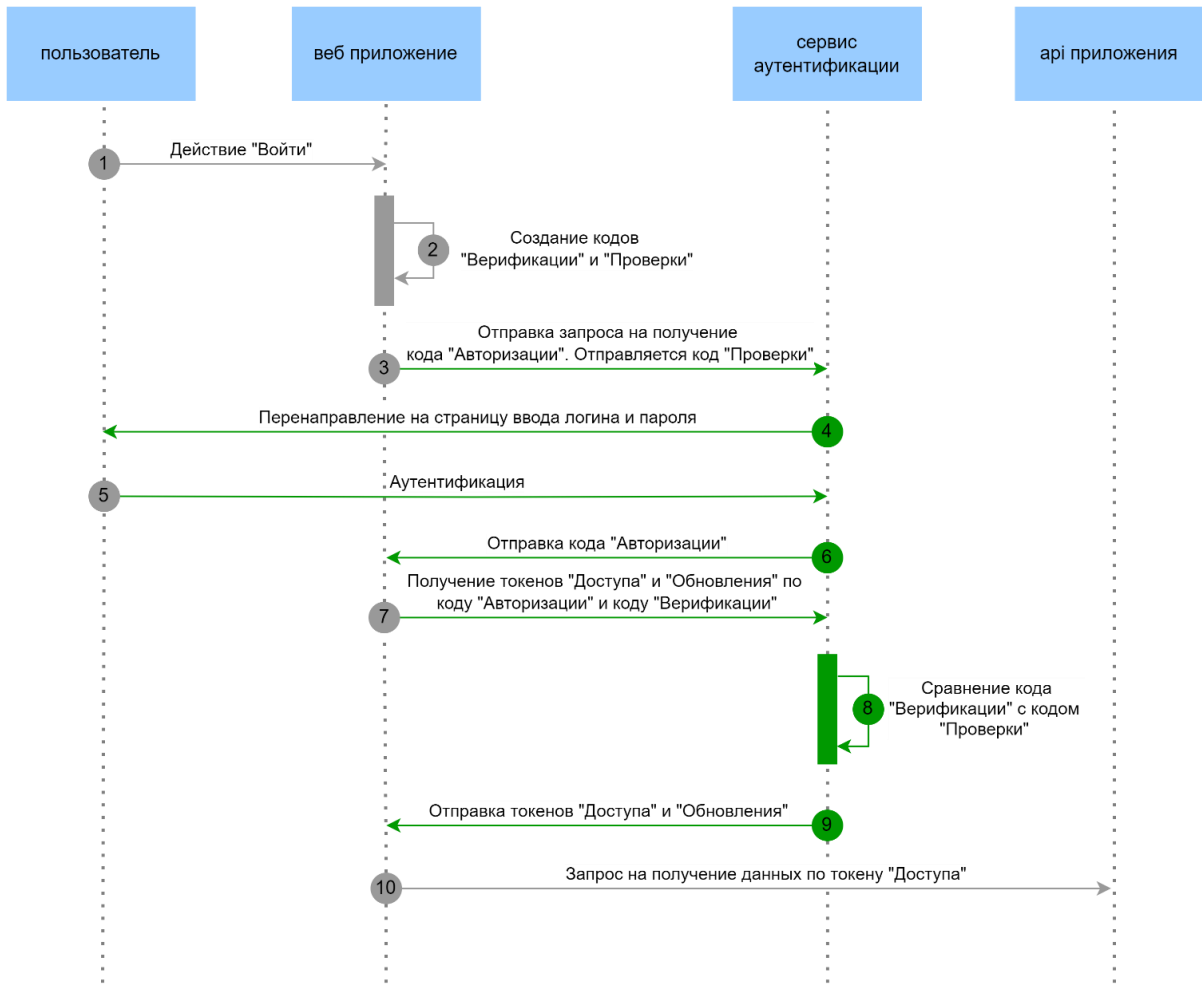 пользователь
веб приложение
сервис
аутентификации
api приложения
1
Действие "Войти"
2
Создание кодов
"Верификации" и "Проверки"
Отправка запроса на получение
кода "Авторизации". Отправляется код "Проверки"
3
Перенаправление на страницу ввода логина и пароля
4
5
Аутентификация
Отправка кода "Авторизации"
6
Получение токенов "Доступа" и "Обновления" по
коду "Авторизации" и коду "Верификации"
7
8
Сравнение кода
"Верификации" с кодом
"Проверки"
Отправка токенов "Доступа" и "Обновления"
9
10
Запрос на получение данных по токену "Доступа"